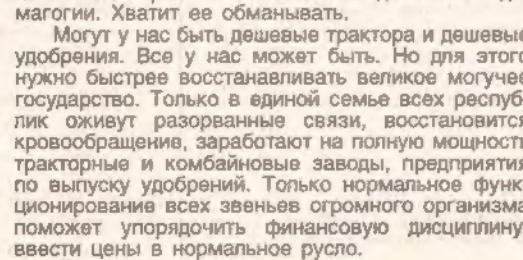 магогии. Хватит ее обманывать.
Могут у нас быть дешевые трактора и дешевые
удобрения. Все у нас может быть. Но для этого
нужно быстрее восстанавливать великое могучее
государство. Только в единой семье всех респуб-
лик оживут разорванные связи, восстановится
кровообращение, заработают на полную мощность
тракторные и комбайновые заводы, предприятия
по выпуску удобрений. Только нормальное функ-
ционирование всех звеньев огромного организма
поможет упорядочить финансовую дисциплину,
ввести цены в нормальное русло.